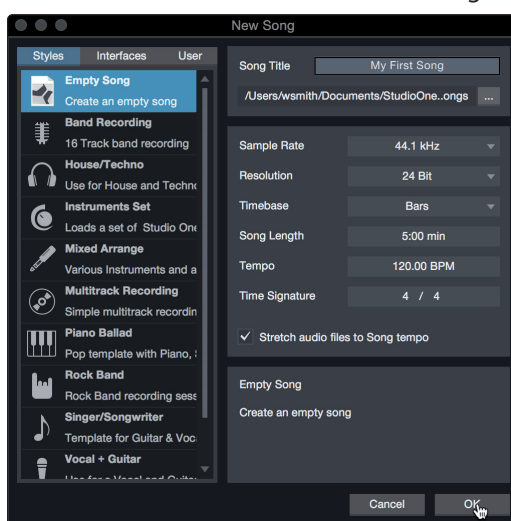 New Song
Styles Interfaces User
Empty Song
Create an empty song
Band Recording
16 Track band recording
House/Techno
Use for House and Techno
Instruments Set
Loads a set of Studio One
Mixed Arrange
Various Instruments and a
Multitrack Recording
Simple multitrack recordin
Piano Ballad
Pop template with Piano,
Rock Band
Rock Band recording sess
Singer/Songwriter
Template for Guitar & Voc
Vocal + Guitar
Song Title My First Song
/Users/wsmith/Documents/StudioOne..ongs ...
Sample Rate 44.1 kHz
Resolution 24 Bit
Timebase Bars
Song Length 5:00 min
Tempo 120.00 BPM
Time Signature 4 / 4
Stretch audio files to Song tempo
Empty Song
Create an empty song
Cancel OK